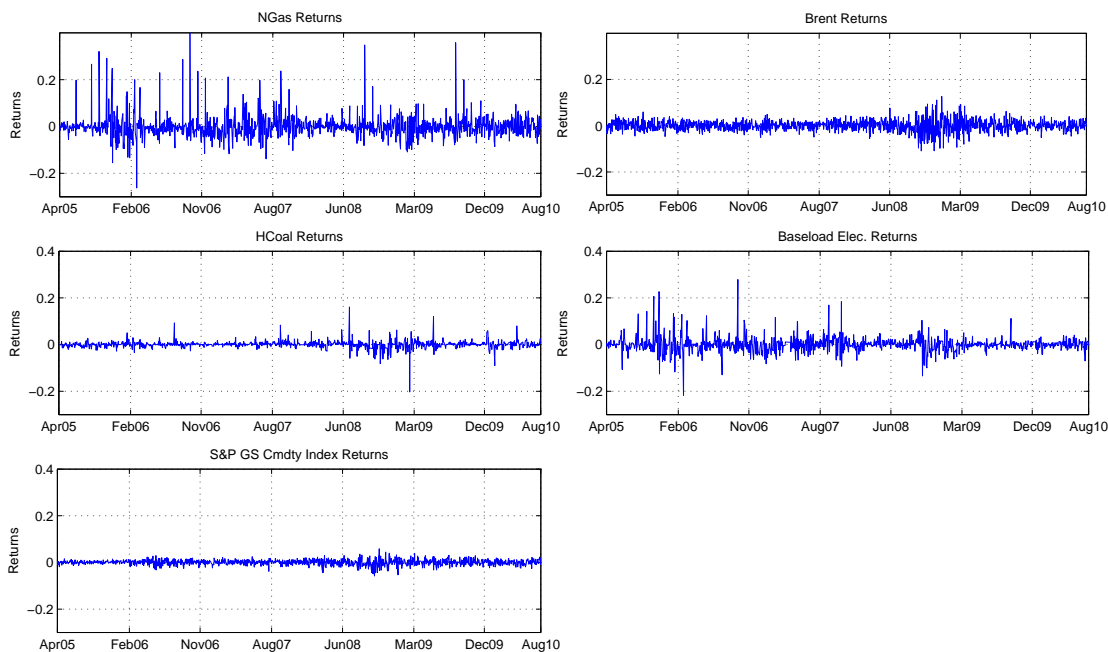 NGas Returns
Returns
0.2
0
−0.2
Apr05 Feb06 Nov06 Aug07 Jun08 Mar09 Dec09 Aug10
Brent Returns
Returns
0.2
0
−0.2
Apr05 Feb06 Nov06 Aug07 Jun08 Mar09 Dec09 Aug10
HCoal Returns
Returns
0.4
0.2
0
−0.2
Apr05 Feb06 Nov06 Aug07 Jun08 Mar09 Dec09 Aug10
Baseload Elec. Returns
Returns
0.4
0.2
0
−0.2
Apr05 Feb06 Nov06 Aug07 Jun08 Mar09 Dec09 Aug10
S&P GS Cmdty Index Returns
Returns
0.4
0.2
0
−0.2
Apr05 Feb06 Nov06 Aug07 Jun08 Mar09 Dec09 Aug10